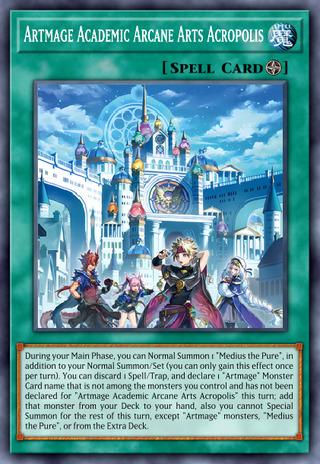 Artmage Academic Arcane Arts Acropolis
魔
[Spell Card]
During your Main Phase, you can Normal Summon 1 "Medius the Pure", in
addition to your Normal Summon/Set (you can only gain this effect once
per turn). You can discard 1 Spell/Trap, and declare 1 "Artmage" Monster
Card name that is not among the monsters you control and has not been
declared for "Artmage Academic Arcane Arts Acropolis" this turn; add
that monster from your Deck to your hand, also you cannot Special
Summon for the rest of this turn, except "Artmage" monsters, "Medius
the Pure", or from the Extra Deck.